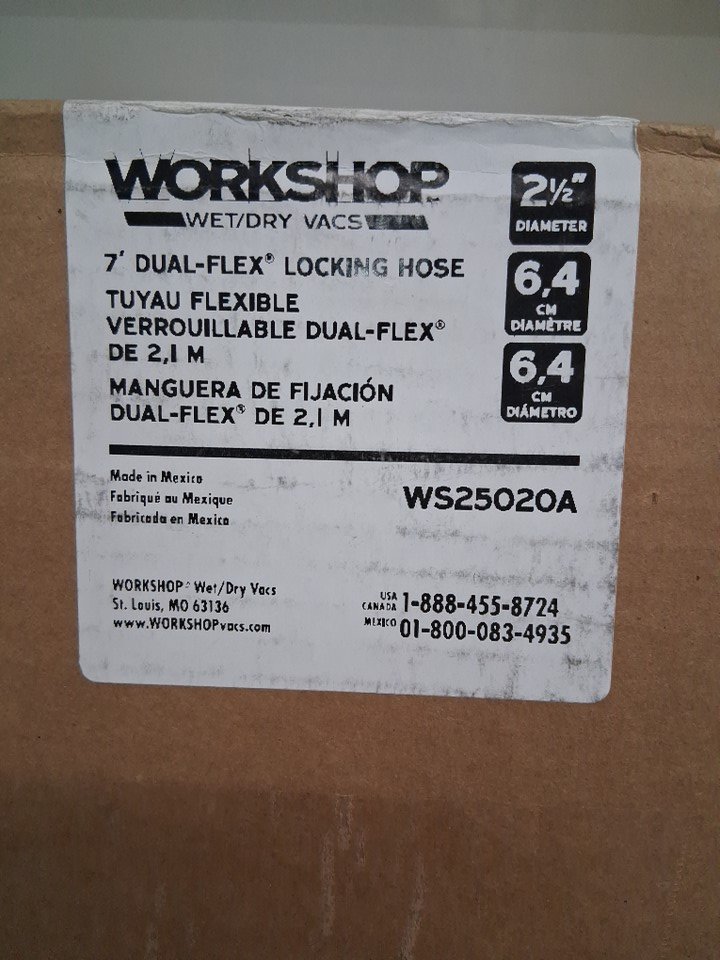 WORKSHOP
WET/DRY VACS
7' DUAL-FLEX® LOCKING HOSE
TUYAU FLEXIBLE
VERROUILLABLE DUAL-FLEX®
DE 2,1 M
MANGUERA DE FIJACIÓN
DUAL-FLEX® DE 2,1 M
2½"
DIAMETER
6,4
CM
DIAMÈTRE
6,4
CM
DIÁMETRO
Made in Mexico
Fabriqué au Mexique
Fabricada en Mexico
WS25020A
WORKSHOP® Wet/Dry Vacs
St. Louis, MO 63136
www.WORKSHOPvacs.com
USA
CANADA 1-888-455-8724
MEXICO 01-800-083-4935